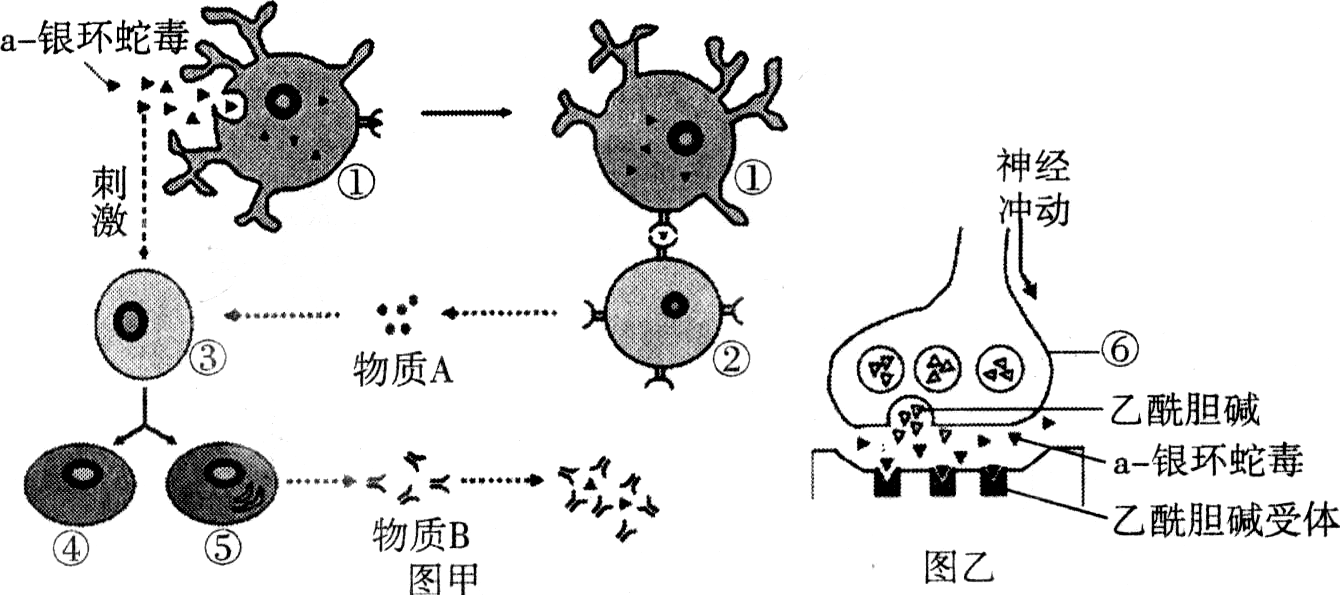 a-银环蛇毒
①
①
刺
激
③
物质A
②
④
⑤
物质B
图甲
神经
冲动
⑥
乙酰胆碱
a-银环蛇毒
乙酰胆碱受体
图乙